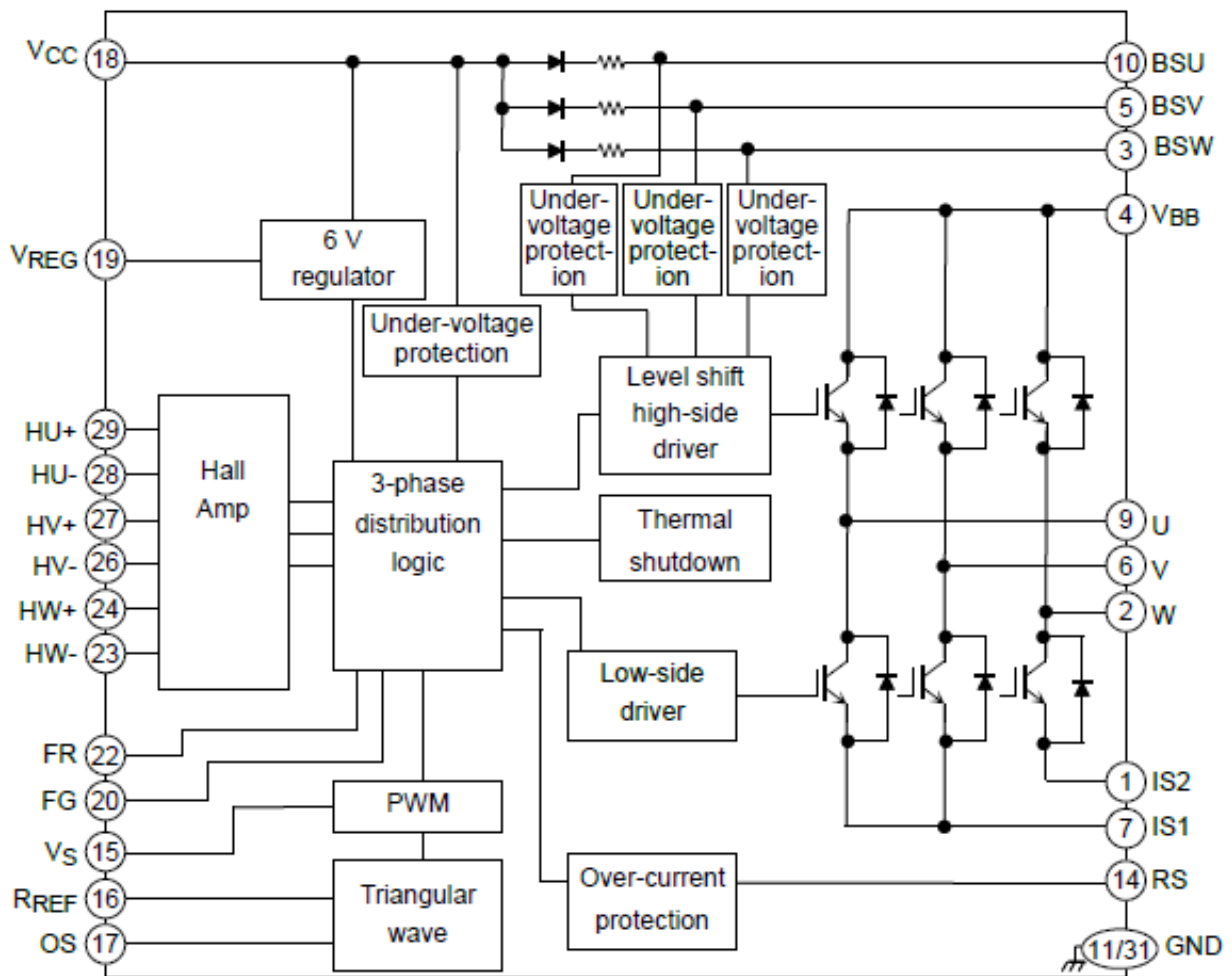 VCC 18
10 BSU
5 BSV
3 BSW
4 VBB
VREG 19
6 V
regulator
Under-voltage
protection
Under-
voltage
protect-
ion
Under-
voltage
protect-
ion
Under-
voltage
protect-
ion
Level shift
high-side
driver
HU+ 29
HU- 28
HV+ 27
HV- 26
HW+ 24
HW- 23
Hall
Amp
3-phase
distribution
logic
Thermal
shutdown
Low-side
driver
9 U
6 V
2 W
FR 22
FG 20
VS 15
RREF 16
OS 17
PWM
Triangular
wave
Over-current
protection
1 IS2
7 IS1
14 RS
11/31 GND